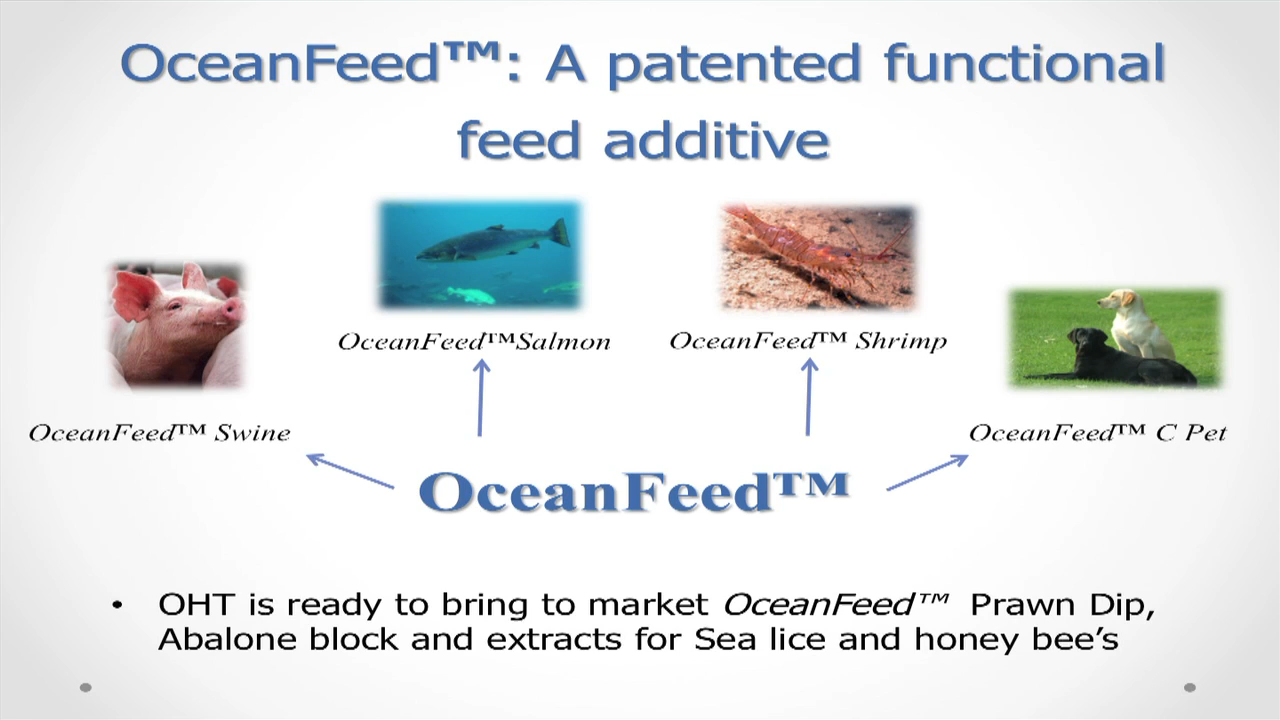 OceanFeed™: A patented functional
feed additive
OceanFeed™Salmon
OceanFeed™ Shrimp
OceanFeed™ Swine
OceanFeed™ C Pet
OceanFeed™
• OHT is ready to bring to market OceanFeed™ Prawn Dip,
Abalone block and extracts for Sea lice and honey bee’s